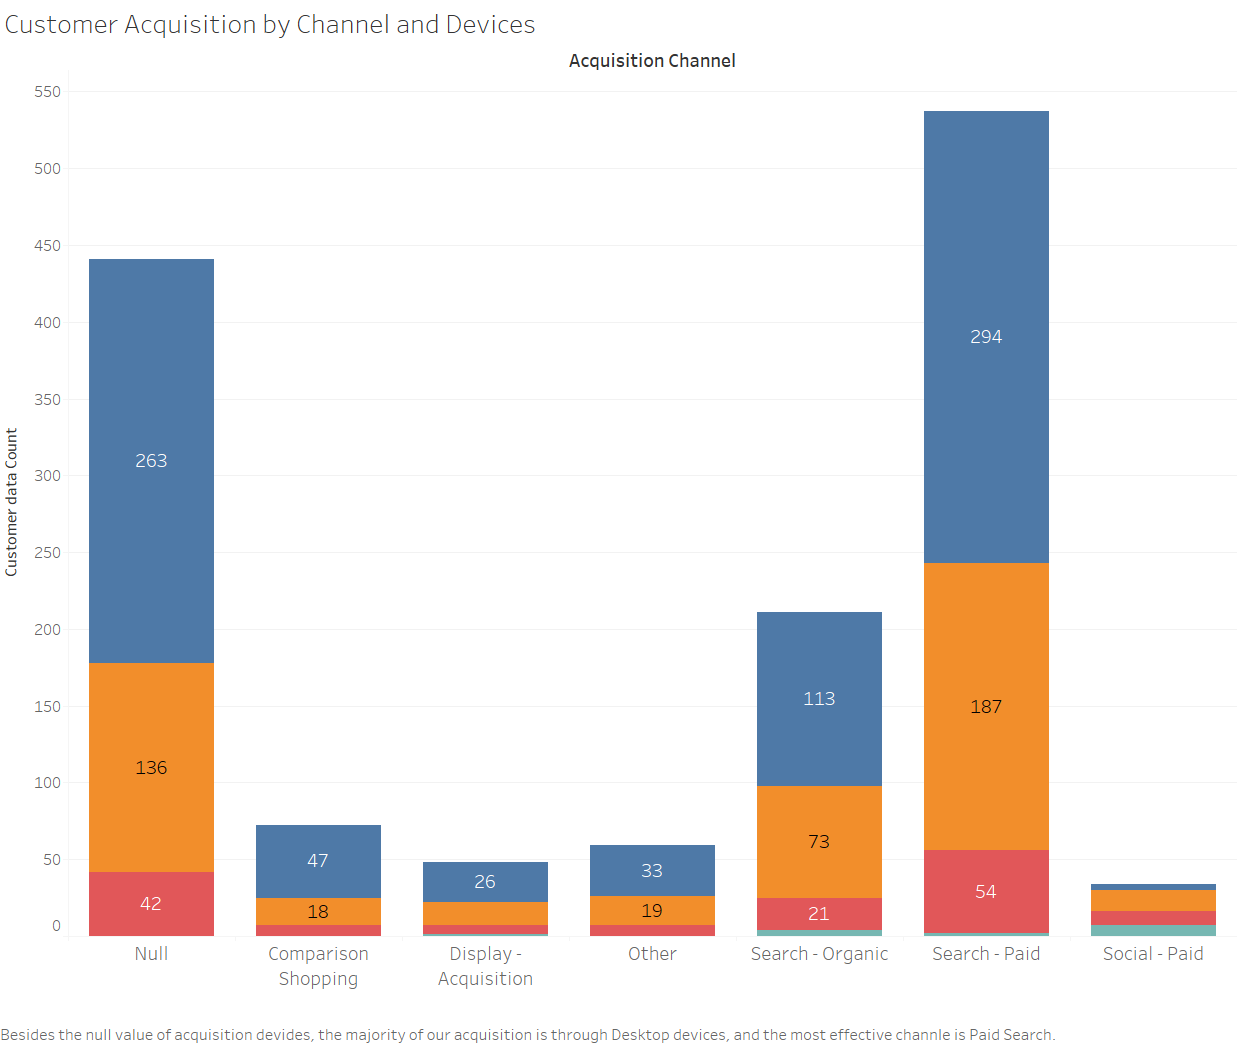 Customer Acquisition by Channel and Devices
Acquisition Channel
Customer data Count
550
500
450
400
350
300
250
200
150
100
50
0
263
136
42
47
18
26
33
19
113
73
21
294
187
54
Null
Comparison
Shopping
Display -
Acquisition
Other
Search - Organic
Search - Paid
Social - Paid
Besides the null value of acquisition devides, the majority of our acquisition is through Desktop devices, and the most effective channle is Paid Search.